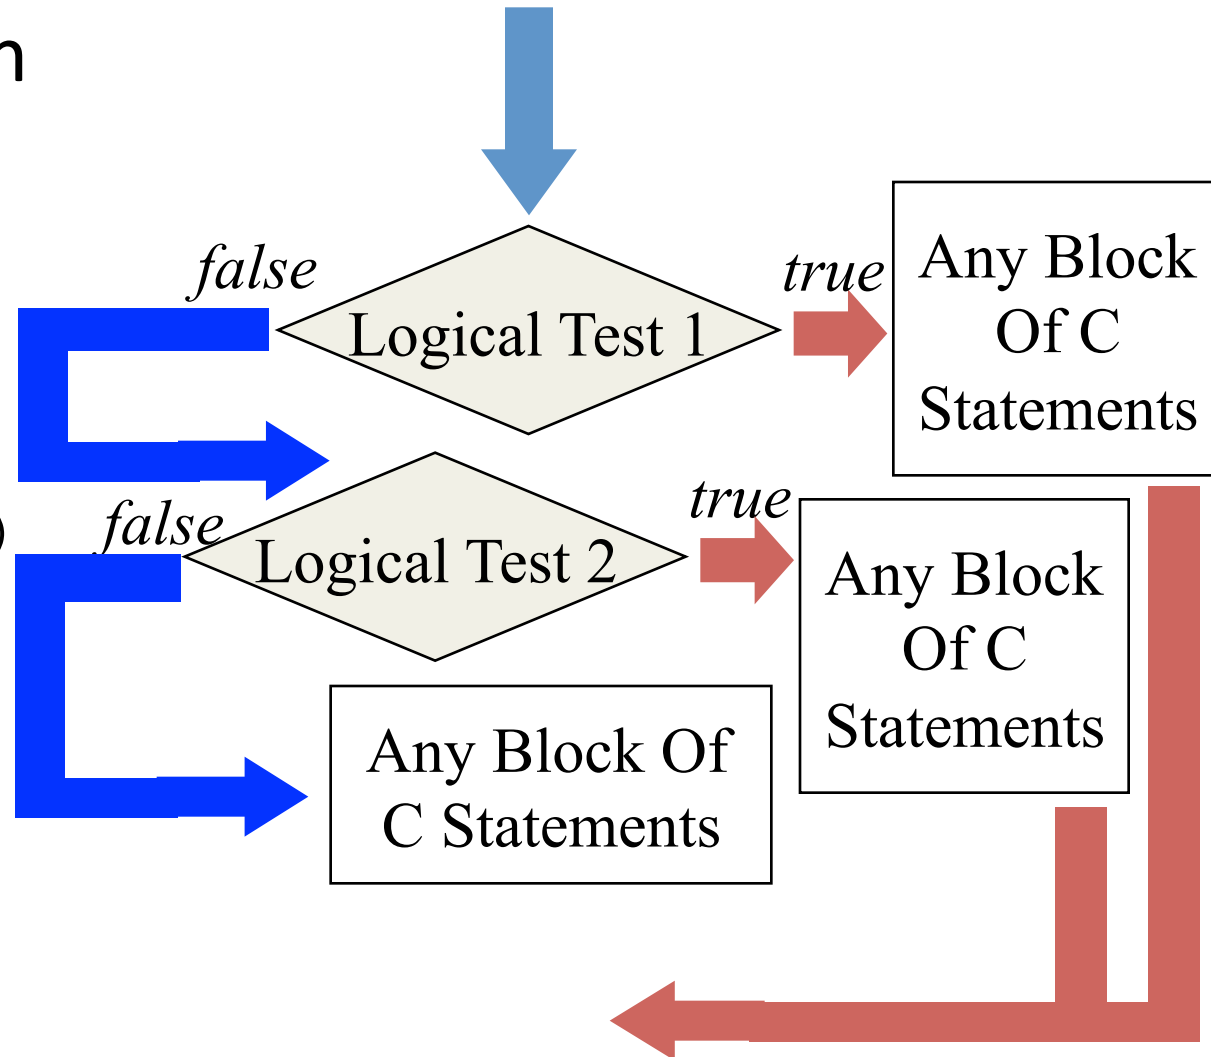 n
false
true
Logical Test 1
Any Block
Of C
Statements
)
false
true
Logical Test 2
Any Block
Of C
Statements
Any Block Of
C Statements